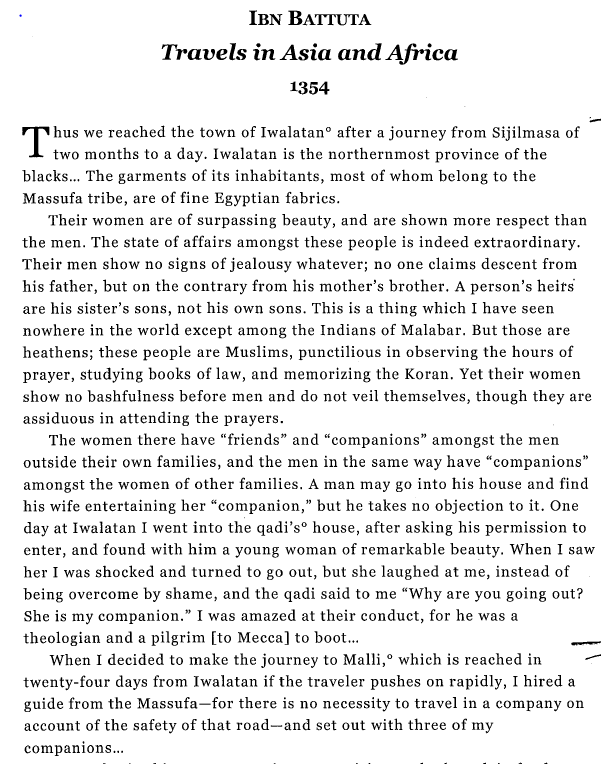 IBN BATTUTA
Travels in Asia and Africa
1354
Thus we reached the town of Iwalatan° after a journey from Sijilmasa of
two months to a day. Iwalatan is the northernmost province of the
blacks... The garments of its inhabitants, most of whom belong to the
Massufa tribe, are of fine Egyptian fabrics.
Their women are of surpassing beauty, and are shown more respect than
the men. The state of affairs amongst these people is indeed extraordinary.
Their men show no signs of jealousy whatever; no one claims descent from
his father, but on the contrary from his mother's brother. A person's heirs
are his sister's sons, not his own sons. This is a thing which I have seen
nowhere in the world except among the Indians of Malabar. But those are
heathens; these people are Muslims, punctilious in observing the hours of
prayer, studying books of law, and memorizing the Koran. Yet their women
show no bashfulness before men and do not veil themselves, though they are
assiduous in attending the prayers.
The women there have “friends” and “companions” amongst the men
outside their own families, and the men in the same way have “companions”
amongst the women of other families. A man may go into his house and find
his wife entertaining her “companion,” but he takes no objection to it. One
day at Iwalatan I went into the qadi's° house, after asking his permission to
enter, and found with him a young woman of remarkable beauty. When I saw
her I was shocked and turned to go out, but she laughed at me, instead of
being overcome by shame, and the qadi said to me “Why are you going out?
She is my companion.” I was amazed at their conduct, for he was a
theologian and a pilgrim [to Mecca] to boot...
When I decided to make the journey to Malli,° which is reached in
twenty-four days from Iwalatan if the traveler pushes on rapidly, I hired a
guide from the Massufa—for there is no necessity to travel in a company on
account of the safety of that road—and set out with three of my
companions...